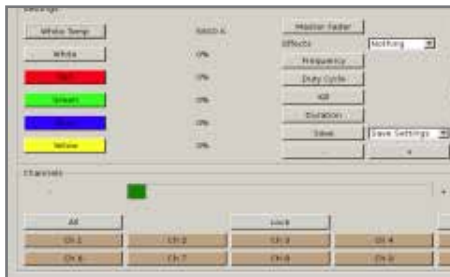 Settings
White Temp
White 0%
Red 0%
Green 0%
Blue 0%
Yellow 0%
Master Fader
Effects Nothing
Frequency
Duty Cycle
Kill
Duration
Save Save Settings
- +
Channels
- +
All Lock
Ch 1 Ch 2 Ch 3 Ch 4
Ch 6 Ch 7 Ch 8 Ch 9